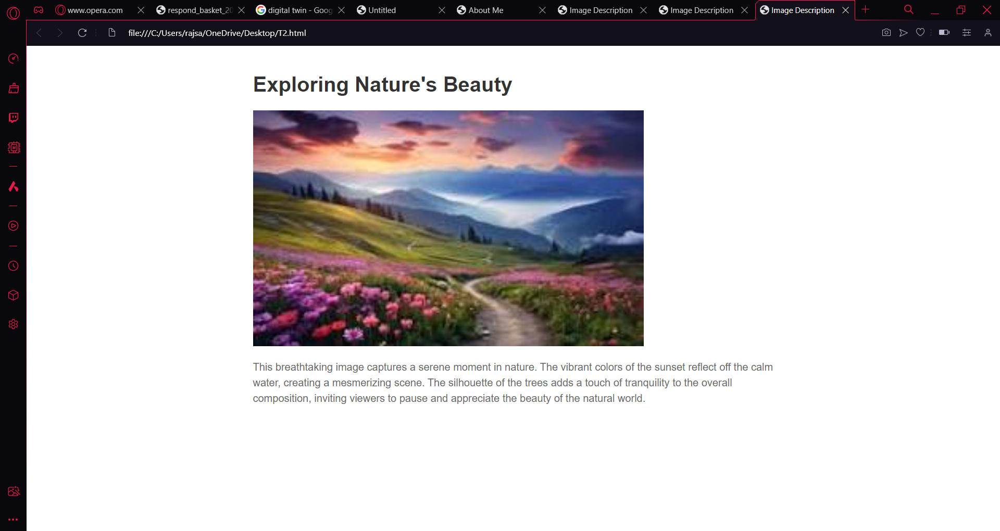 www.opera.com
respond_basket_20
digital twin - Goog
Untitled
About Me
Image Description
Image Description
Image Description
file:///C:/Users/rajsa/OneDrive/Desktop/T2.html
Exploring Nature's Beauty
This breathtaking image captures a serene moment in nature. The vibrant colors of the sunset reflect off the calm
water, creating a mesmerizing scene. The silhouette of the trees adds a touch of tranquility to the overall
composition, inviting viewers to pause and appreciate the beauty of the natural world.